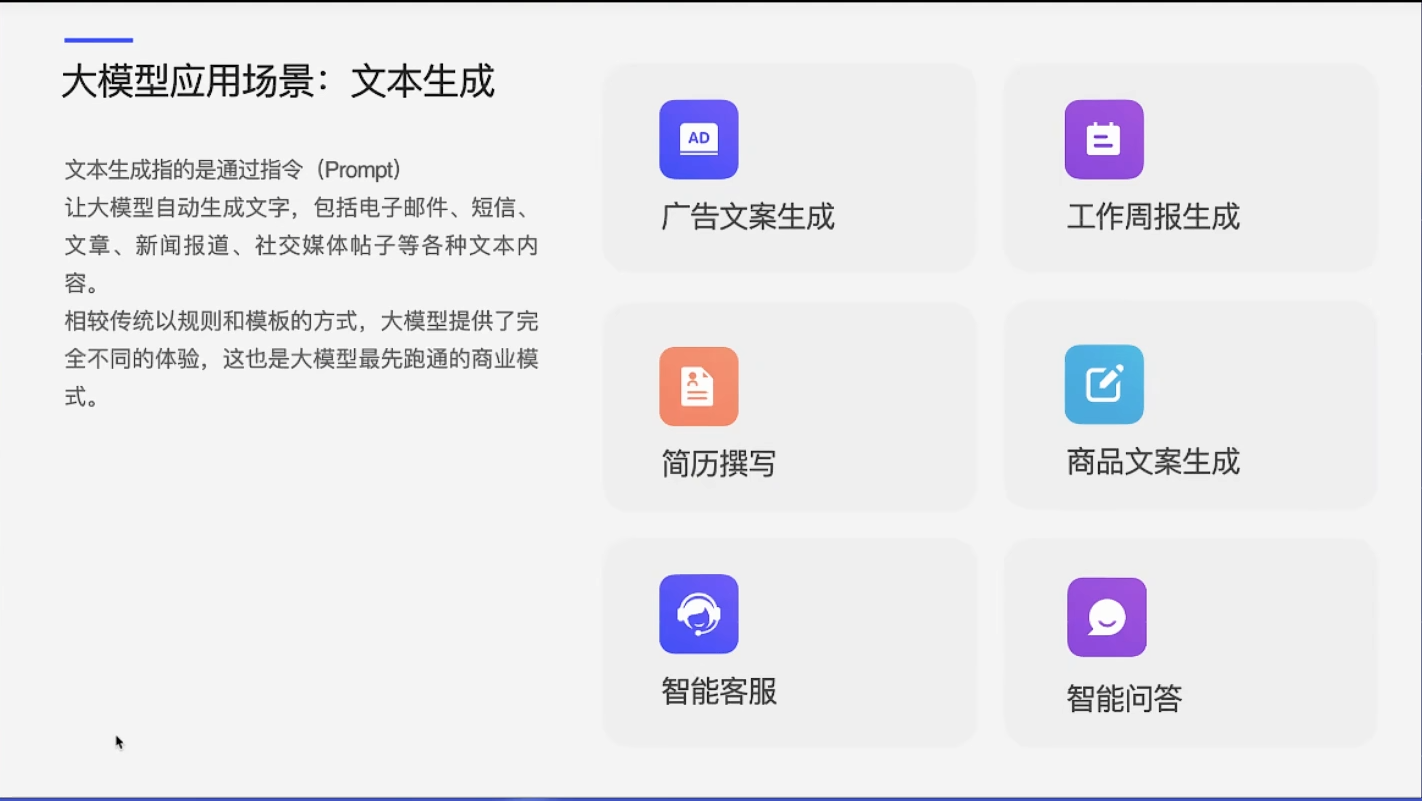 大模型应用场景：文本生成
文本生成指的是通过指令（Prompt）
让大模型自动生成文字，包括电子邮件、短信、
文章、新闻报道、社交媒体帖子等各种文本内
容。
相较传统以规则和模板的方式，大模型提供了完
全不同的体验，这也是大模型最先跑通的商业模
式。
AD
广告文案生成
工作周报生成
简历撰写
商品文案生成
智能客服
智能问答